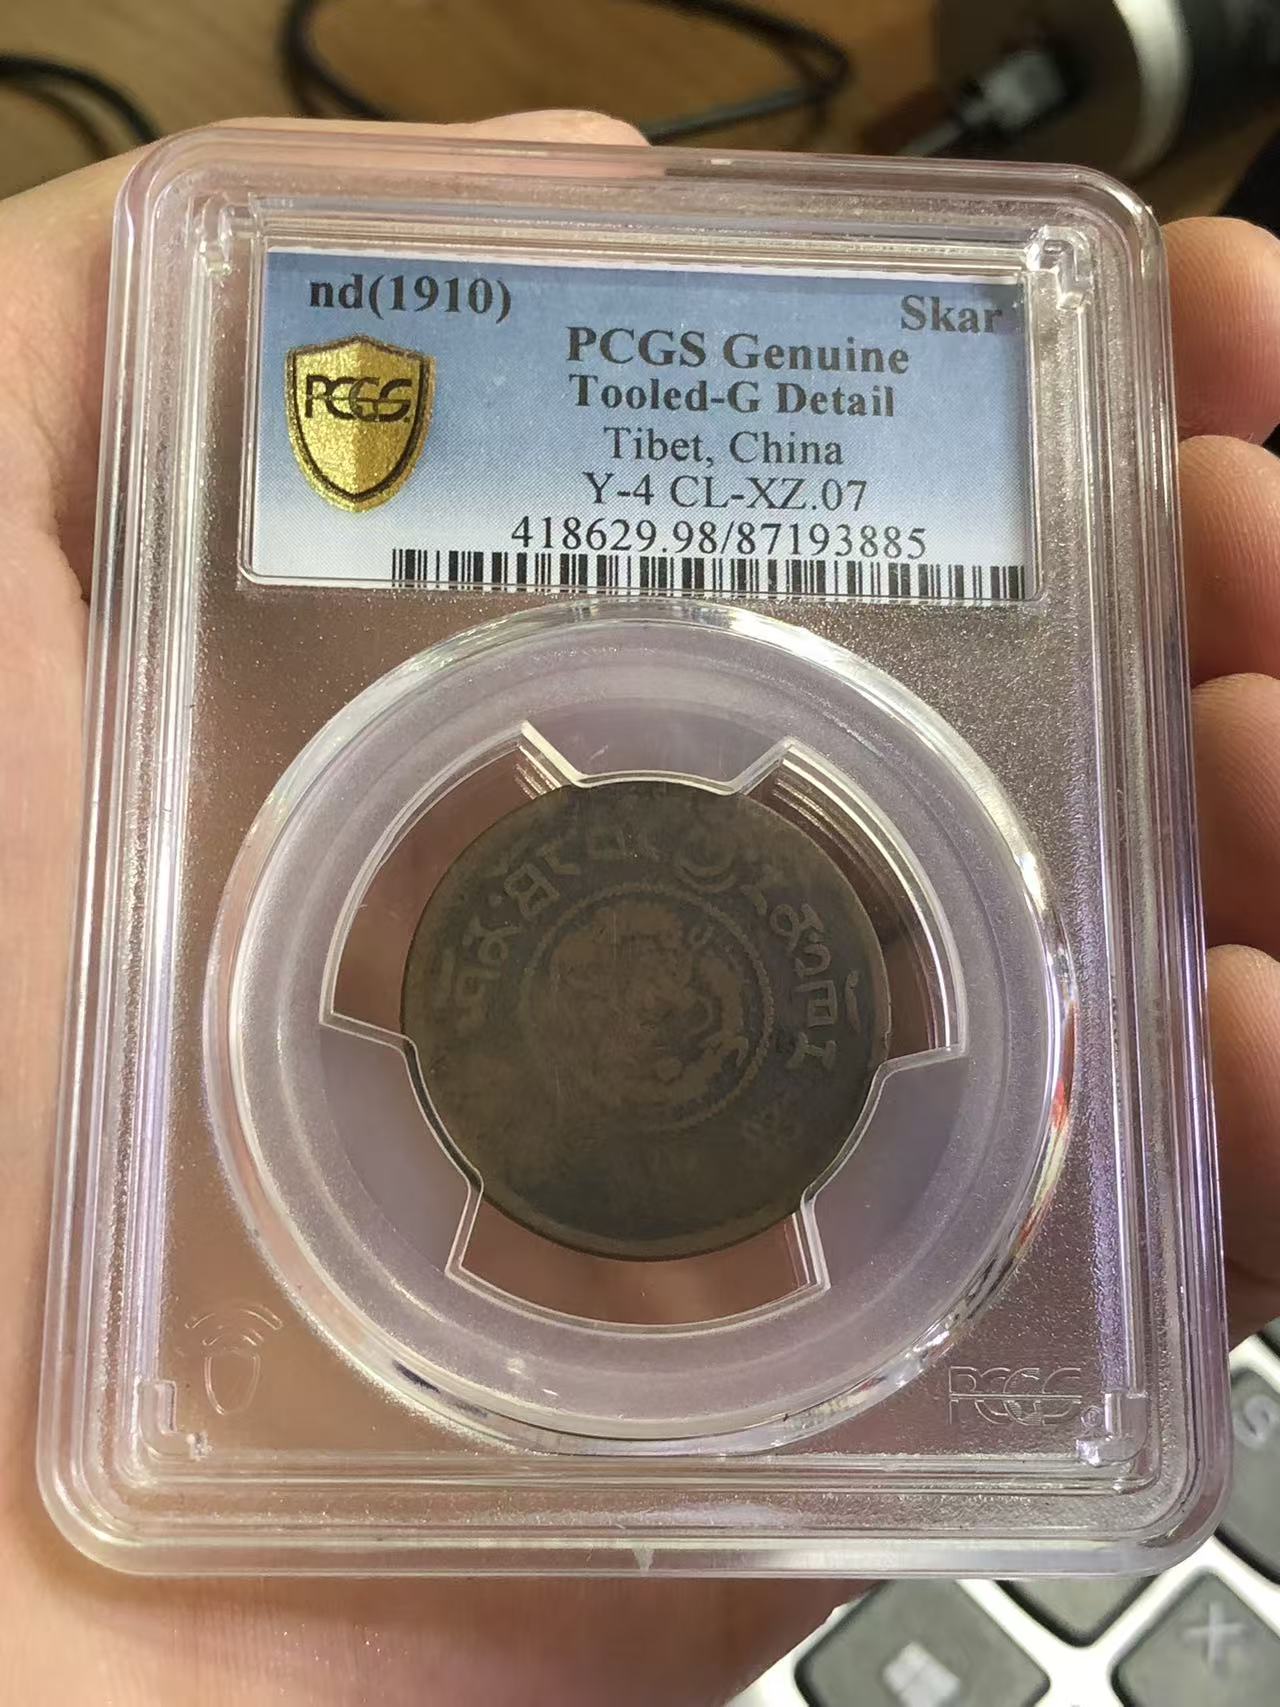 nd(1910)
Skar
PCGS Genuine
Tooled-G Detail
Tibet, China
Y-4 CL-XZ.07
418629.98/87193885
PCGS
PCGS